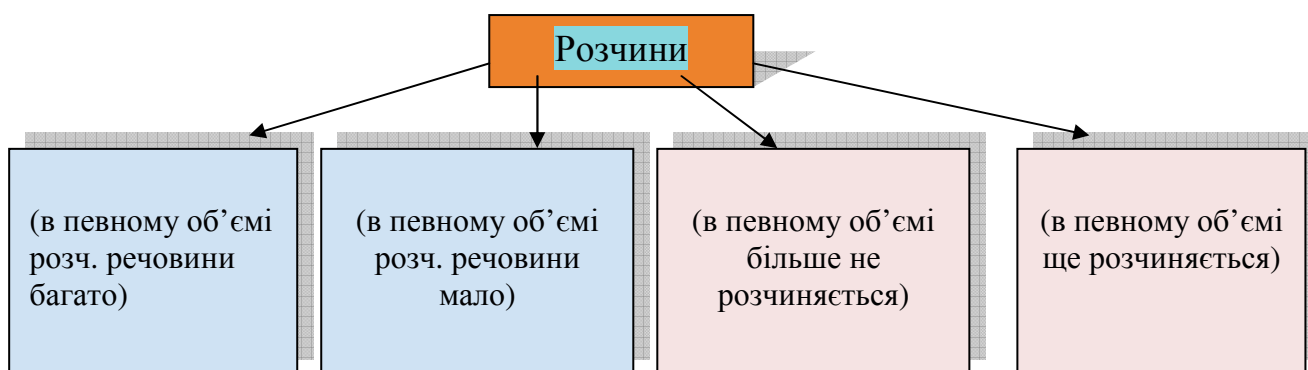 Розчини
(в певному об’ємі
розч. речовини
багато)
(в певному об’ємі
розч. речовини
мало)
(в певному об’ємі
більше не
розчиняється)
(в певному об’ємі
ще розчиняється)